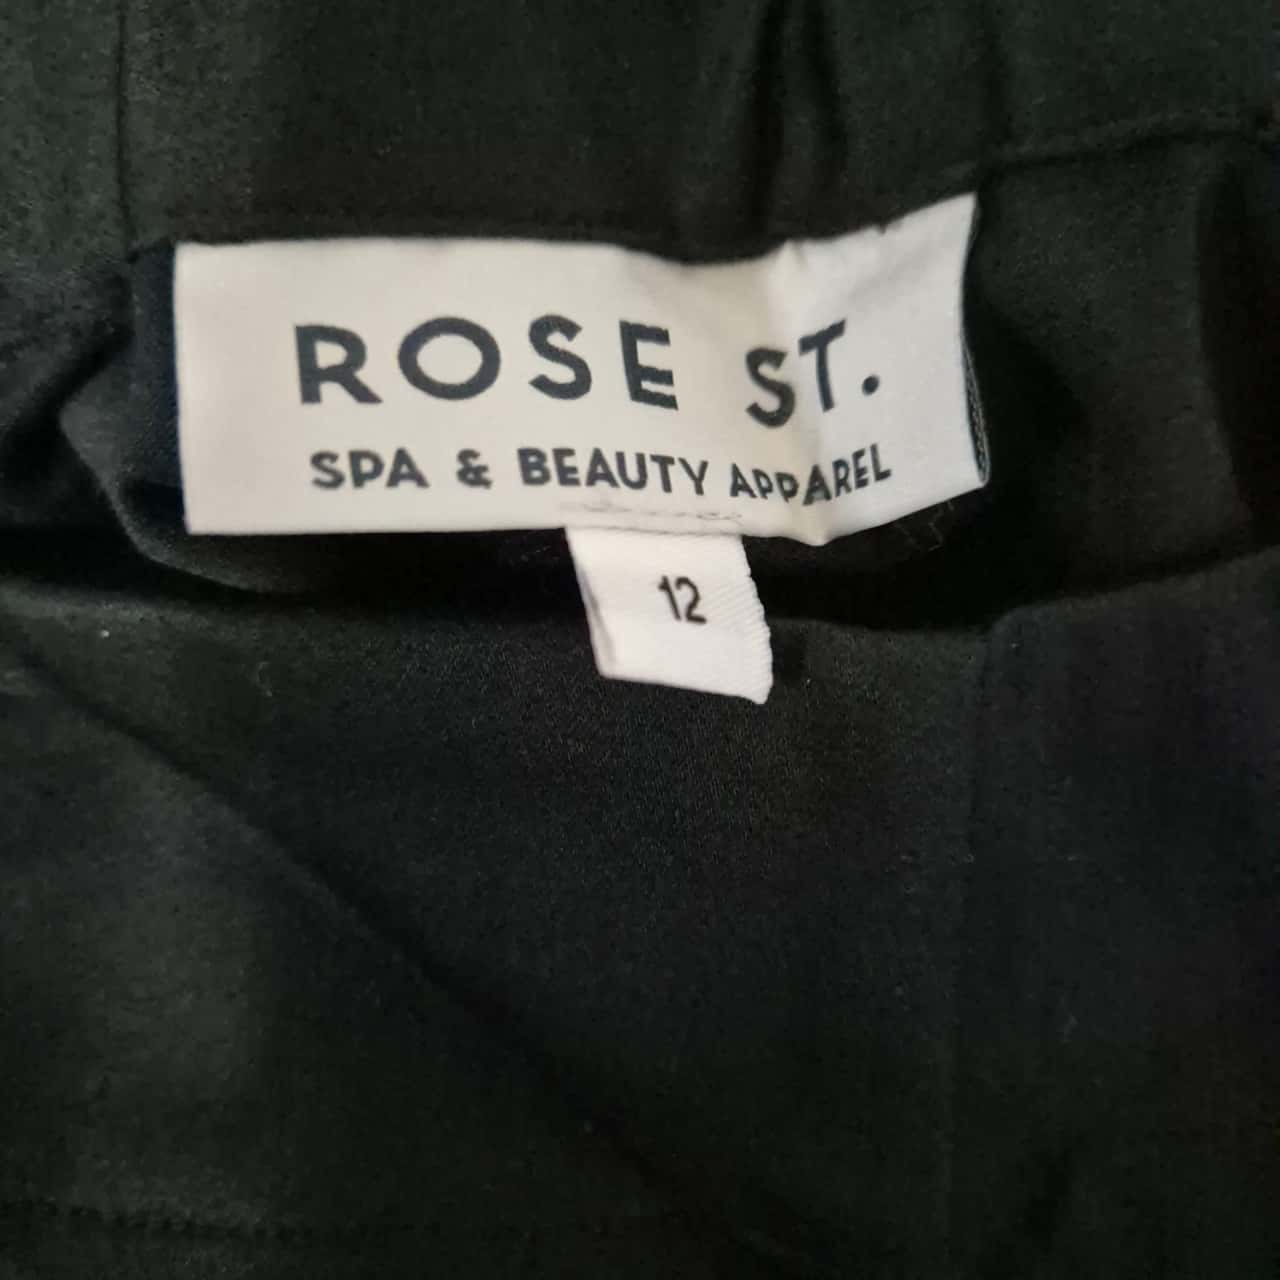 ROSE ST.
SPA & BEAUTY APPAREL
12